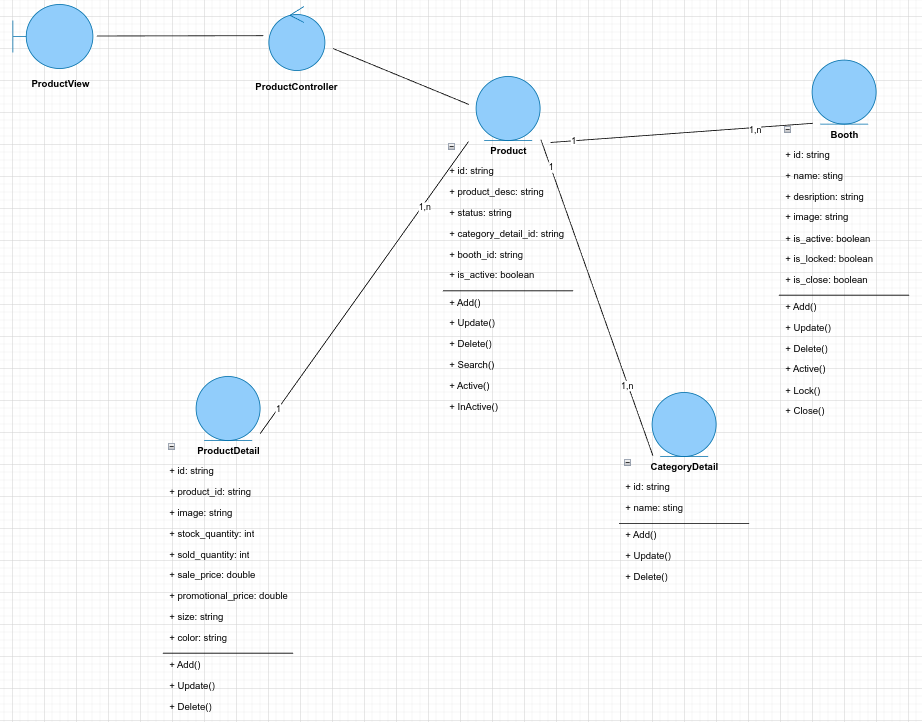 ProductView
ProductController
Product
+ id: string
+ product_desc: string
+ status: string
+ category_detail_id: string
+ booth_id: string
+ is_active: boolean
+ Add()
+ Update()
+ Delete()
+ Search()
+ Active()
+ InActive()
1
1,n
1
1,n
1,n
1
Booth
+ id: string
+ name: sting
+ desription: string
+ image: string
+ is_active: boolean
+ is_locked: boolean
+ is_close: boolean
+ Add()
+ Update()
+ Delete()
+ Active()
+ Lock()
+ Close()
ProductDetail
+ id: string
+ product_id: string
+ image: string
+ stock_quantity: int
+ sold_quantity: int
+ sale_price: double
+ promotional_price: double
+ size: string
+ color: string
+ Add()
+ Update()
+ Delete()
CategoryDetail
+ id: string
+ name: sting
+ Add()
+ Update()
+ Delete()